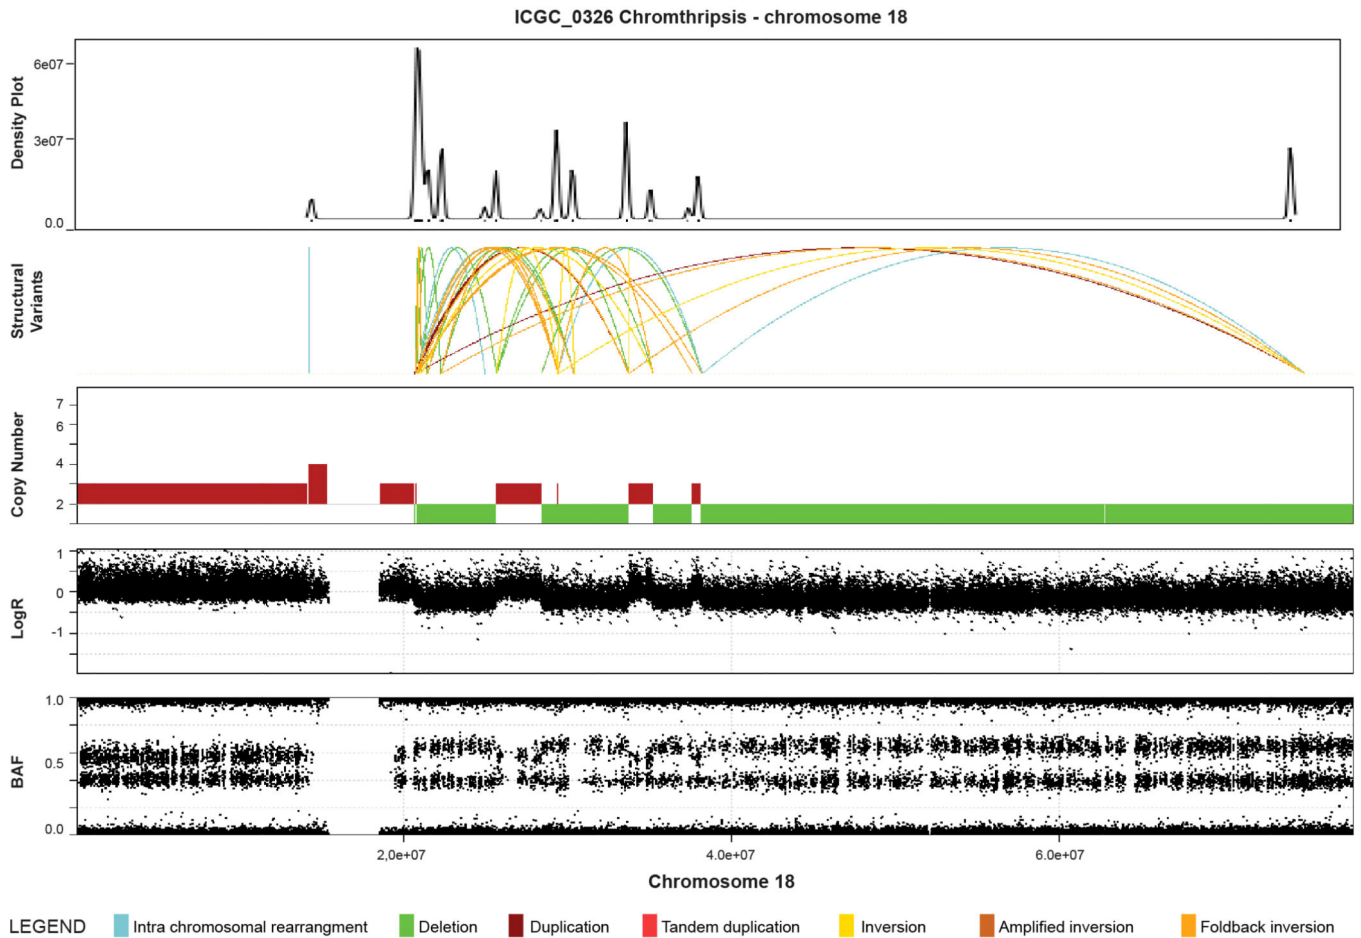 ICGC_0326 Chromthripsis - chromosome 18
Density Plot
6e07
3e07
0.0
Structural
Variants
Copy Number
7
6
4
2
LogR
1
0
-1
BAF
1.0
0.5
0.0
2,0e+07
4.0e+07
6.0e+07
Chromosome 18
LEGEND
Intra chromosomal rearrangment
Deletion
Duplication
Tandem duplication
Inversion
Amplified inversion
Foldback inversion